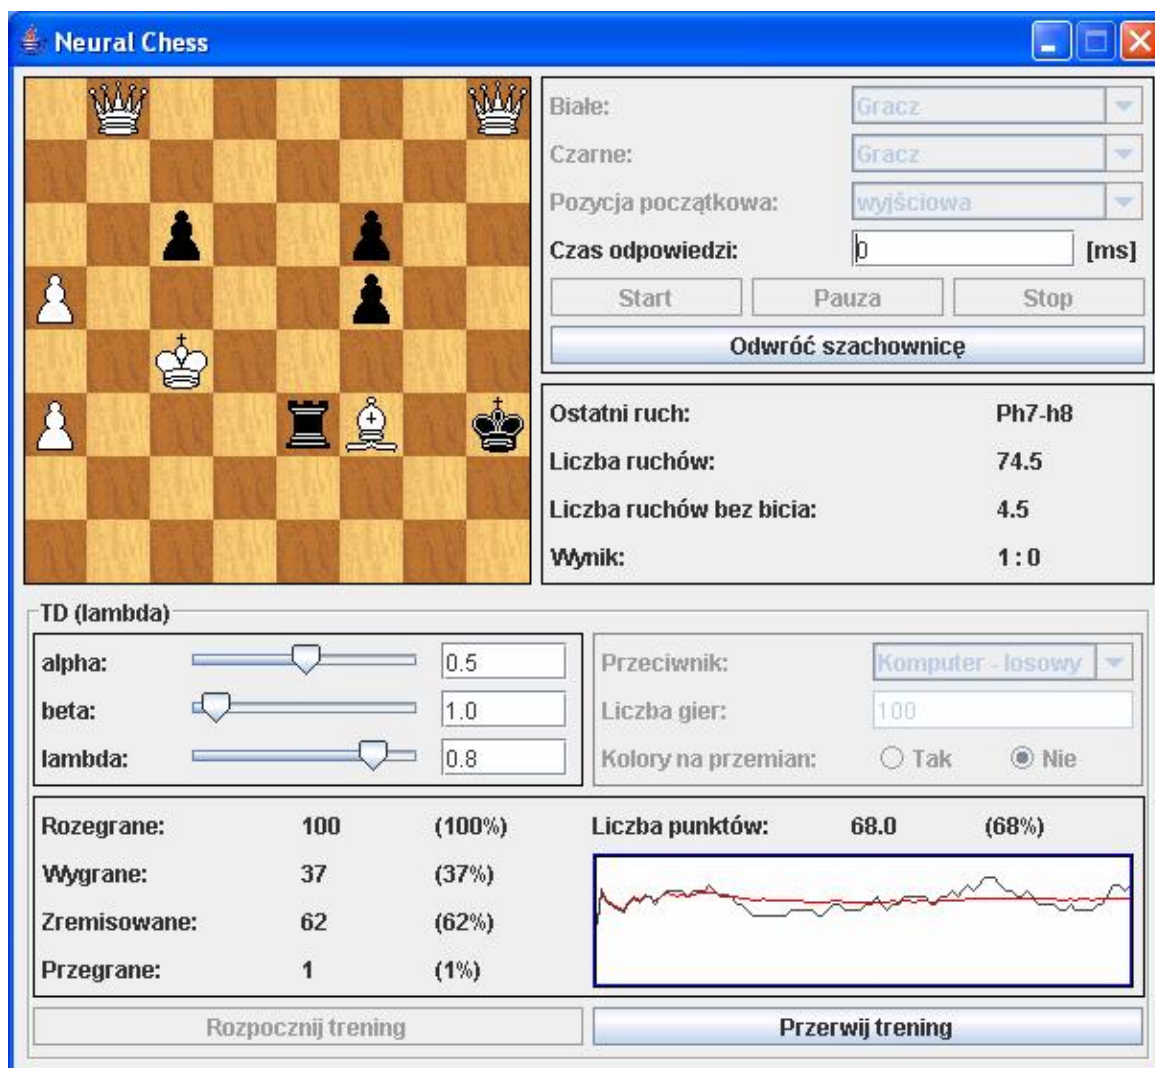 Neural Chess
Białe: Gracz
Czarne: Gracz
Pozycja początkowa: wyjściowa
Czas odpowiedzi: 0 [ms]
Start Pauza Stop
Odwróć szachownicę
Ostatni ruch: Ph7-h8
Liczba ruchów: 74.5
Liczba ruchów bez bicia: 4.5
Wynik: 1 : 0
TD (lambda)
alpha: 0.5
beta: 1.0
lambda: 0.8
Przeciwnik: Komputer - losowy
Liczba gier: 100
Kolory na przemian: Tak Nie
Rozegrane: 100 (100%)
Wygrane: 37 (37%)
Zremisowane: 62 (62%)
Przegrane: 1 (1%)
Liczba punktów: 68.0 (68%)
Rozpocznij trening
Przerwij trening